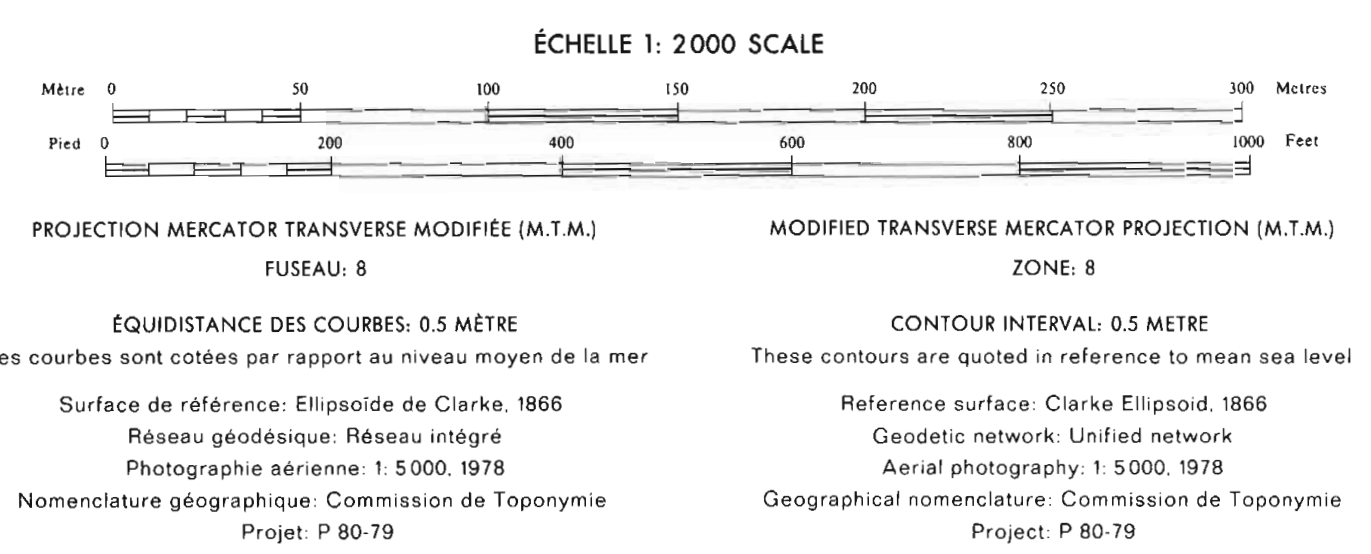 ÉCHELLE 1: 2000 SCALE
Mètre 0 50 100 150 200 250 300 Metres
Pied 0 200 400 600 800 1000 Feet
PROJECTION MERCATOR TRANSVERSE MODIFIÉE (M.T.M.)
FUSEAU: 8
ÉQUIDISTANCE DES COURBES: 0.5 MÈTRE
es courbes sont cotées par rapport au niveau moyen de la mer
Surface de référence: Ellipsoïde de Clarke, 1866
Réseau géodésique: Réseau intégré
Photographie aérienne: 1: 5000, 1978
Nomenclature géographique: Commission de Toponymie
Projet: P 80-79
MODIFIED TRANSVERSE MERCATOR PROJECTION (M.T.M.)
ZONE: 8
CONTOUR INTERVAL: 0.5 METRE
These contours are quoted in reference to mean sea level
Reference surface: Clarke Ellipsoid, 1866
Geodetic network: Unified network
Aerial photography: 1: 5000, 1978
Geographical nomenclature: Commission de Toponymie
Project: P 80-79